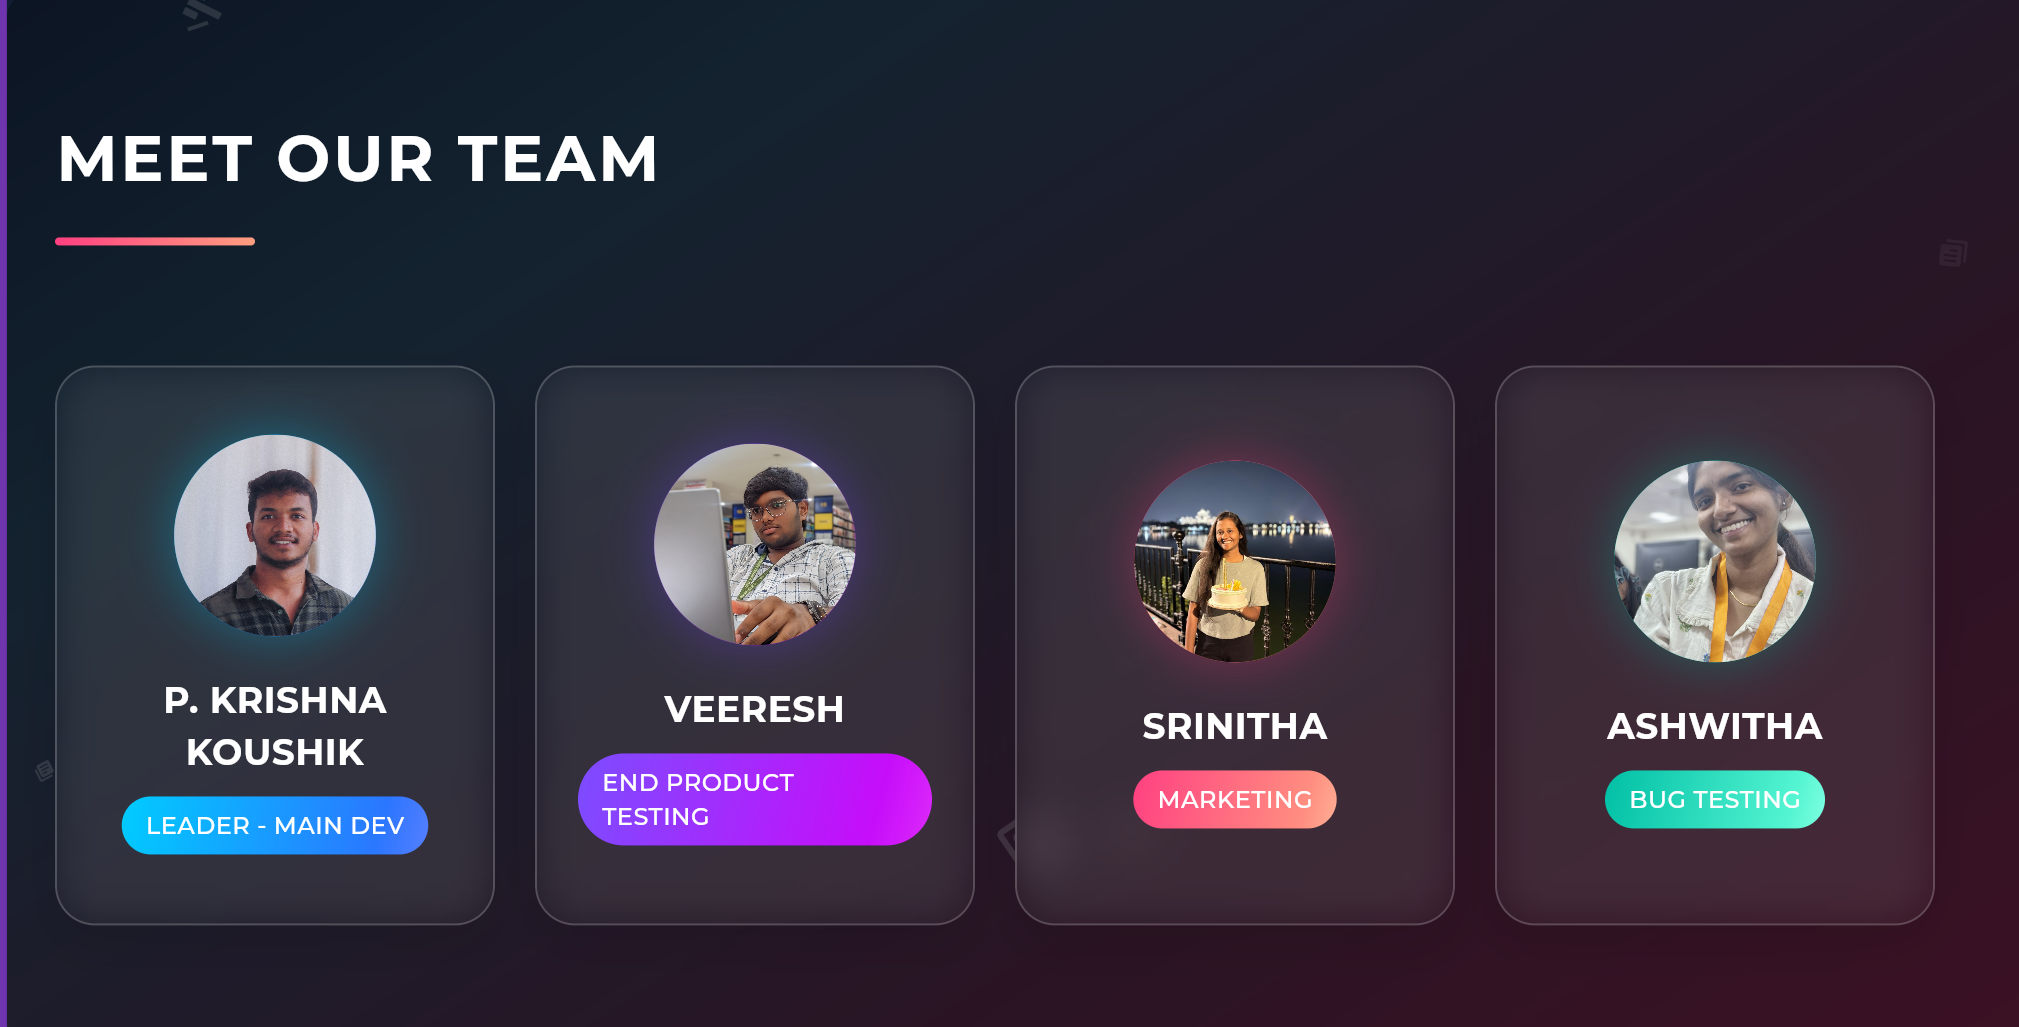 MEET OUR TEAM
P. KRISHNA
KOUSHIK
LEADER - MAIN DEV
VEERESH
END PRODUCT
TESTING
SRINITHA
MARKETING
ASHWITHA
BUG TESTING